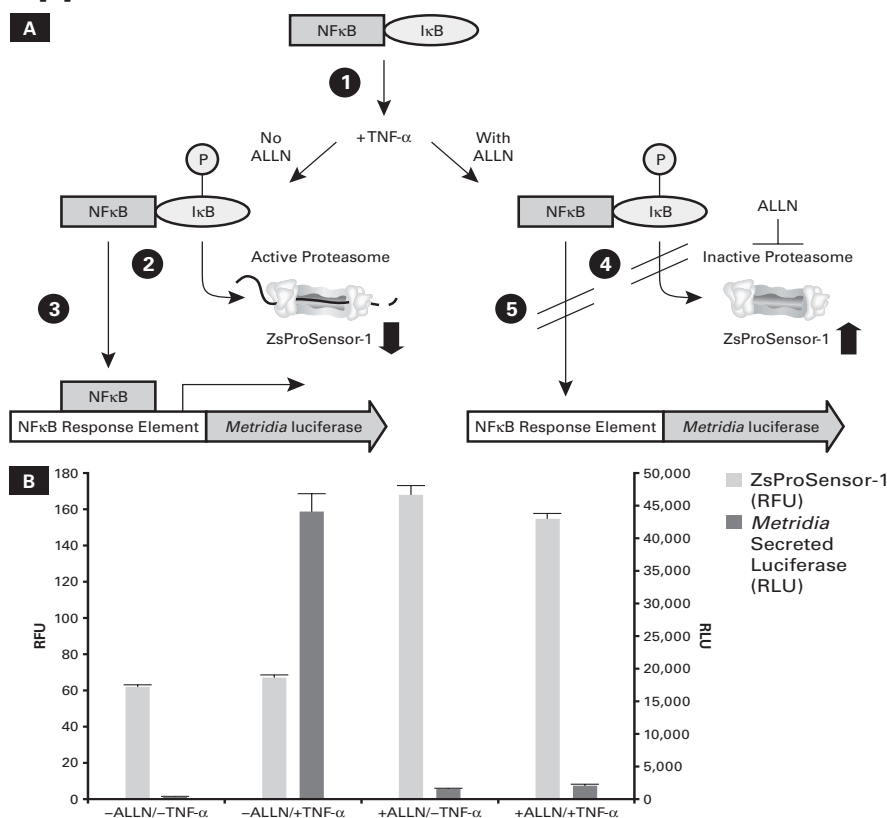 A
NFκB
IκB
1
+TNF-α
No
ALLN
With
ALLN
P
NFκB
IκB
2
Active Proteasome
3
ZsProSensor-1
NFκB
NFκB Response Element
Metridia luciferase
P
NFκB
IκB
ALLN
4
Inactive Proteasome
5
ZsProSensor-1
NFκB Response Element
Metridia luciferase
B
180
160
140
120
100
80
60
40
20
0
RFU
50,000
45,000
40,000
35,000
30,000
25,000
20,000
15,000
10,000
5,000
0
RLU
–ALLN/–TNF-α
–ALLN/+TNF-α
+ALLN/–TNF-α
+ALLN/+TNF-α
ZsProSensor-1
(RFU)
Metridia
Secreted
Luciferase
(RLU)